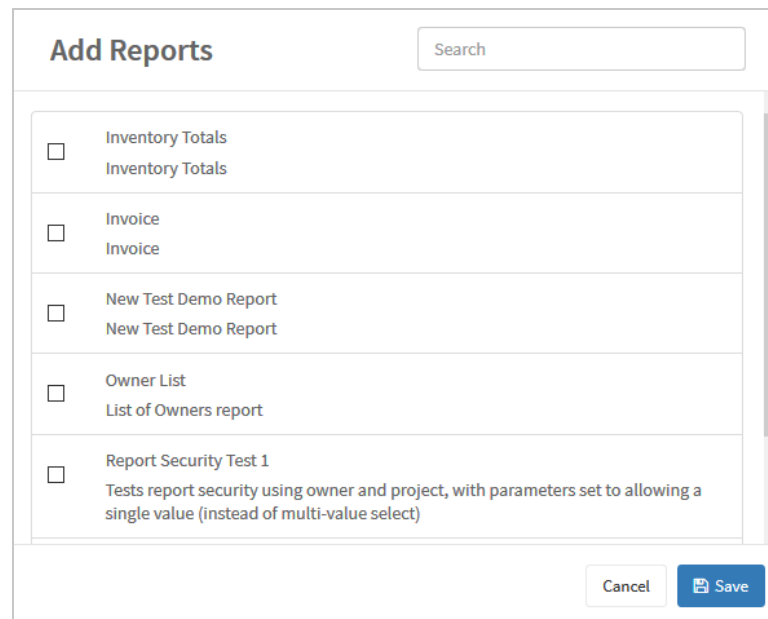 Add Reports
Search
Inventory Totals
Inventory Totals
Invoice
Invoice
New Test Demo Report
New Test Demo Report
Owner List
List of Owners report
Report Security Test 1
Tests report security using owner and project, with parameters set to allowing a
single value (instead of multi-value select)
Cancel
Save